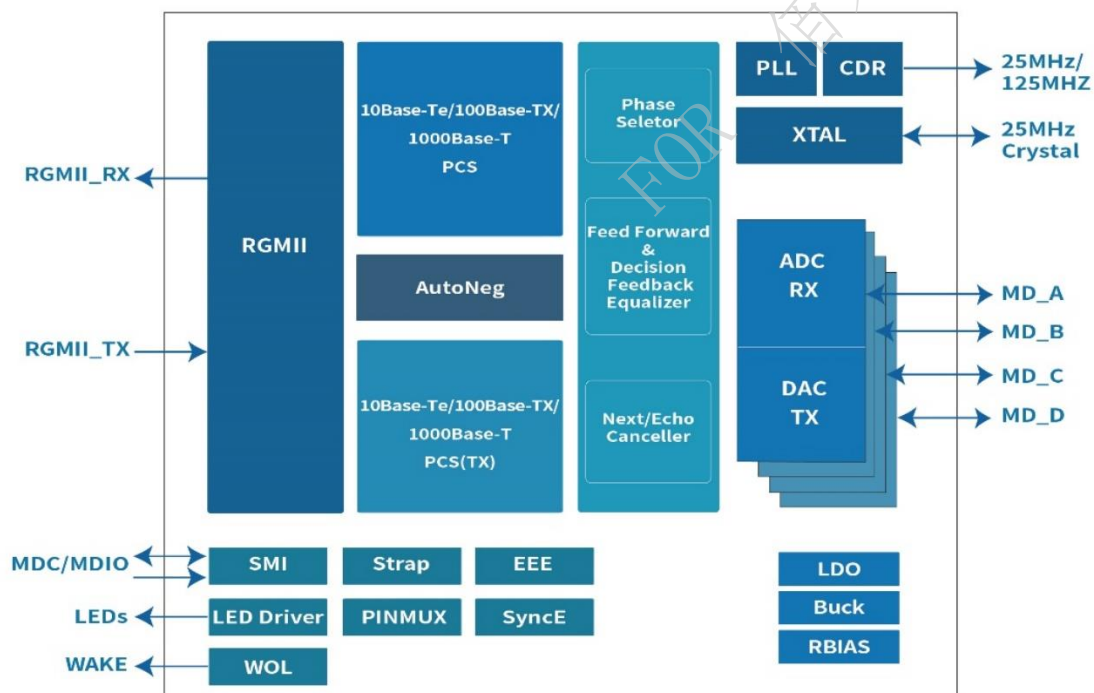 RGMII_RX
RGMII_TX
RGMII
10Base-Te/100Base-TX/
1000Base-T
PCS
AutoNeg
10Base-Te/100Base-TX/
1000Base-T
PCS(TX)
Phase
Seletor
Feed Forward
&
Decision
Feedback
Equalizer
Next/Echo
Canceller
PLL
CDR
25MHz/
125MHZ
XTAL
25MHz
Crystal
ADC
RX
DAC
TX
MD_A
MD_B
MD_C
MD_D
MDC/MDIO
SMI
Strap
EEE
LEDs
LED Driver
PINMUX
SyncE
WAKE
WOL
LDO
Buck
RBIAS
FOR